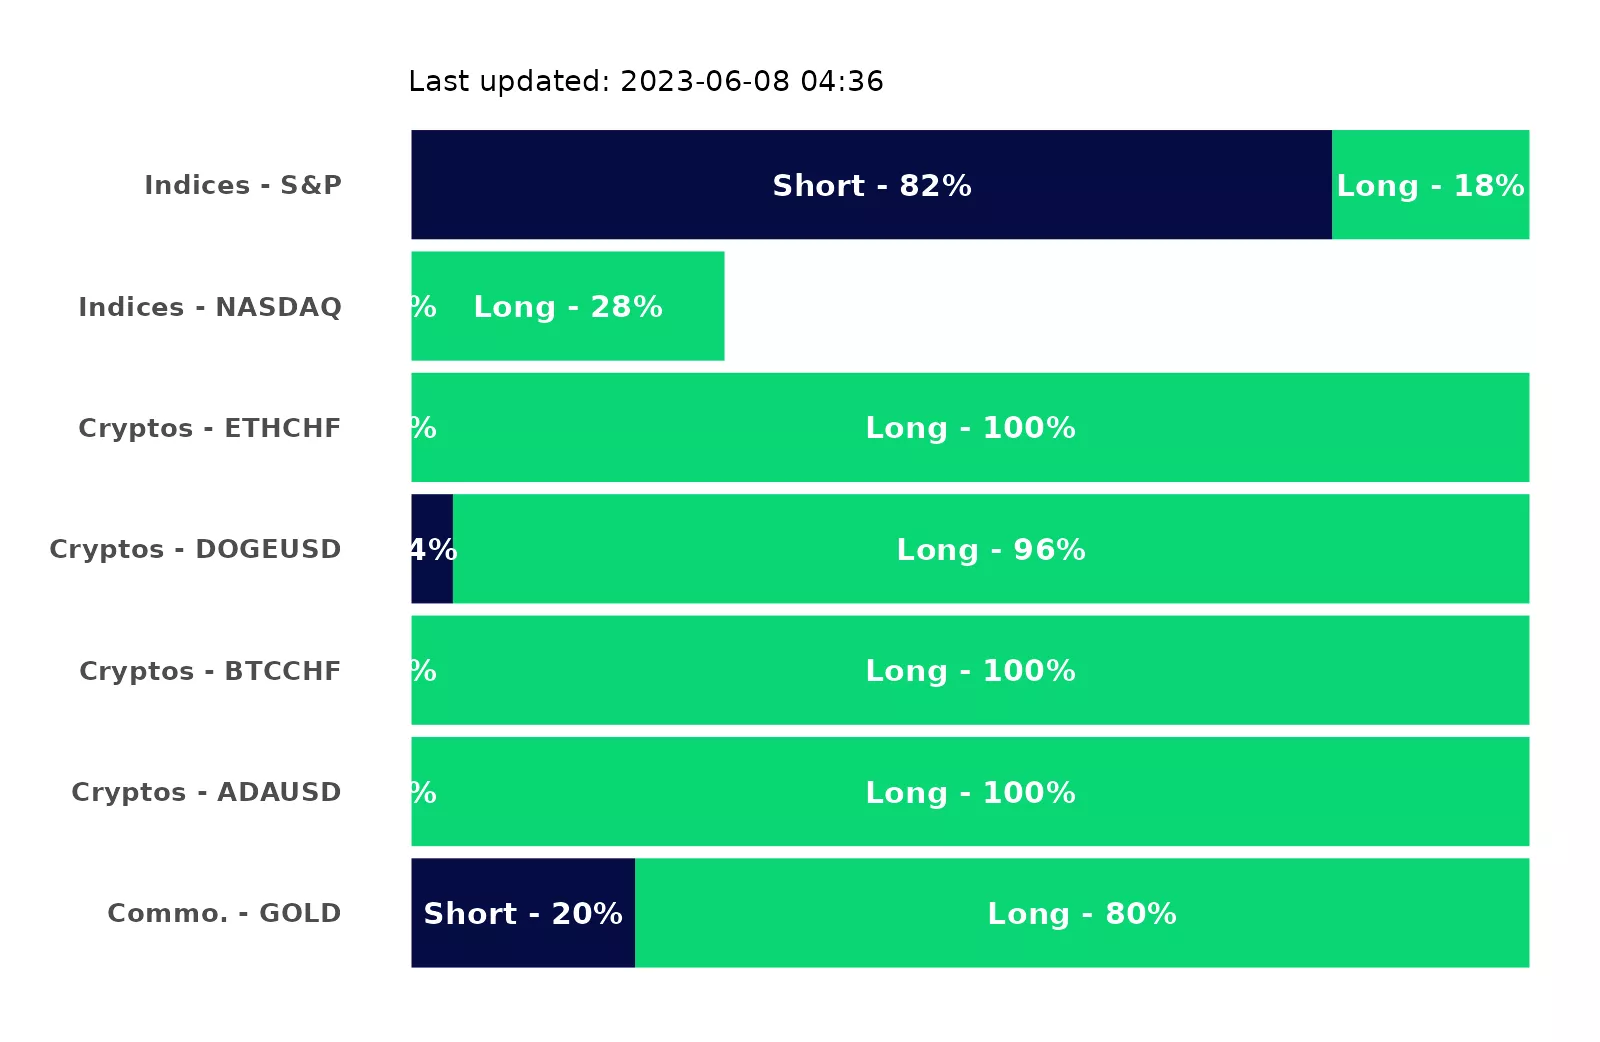 Last updated: 2023-06-08 04:36
Indices - S&P
Short - 82%
Long - 18%
Indices - NASDAQ
%
Long - 28%
Cryptos - ETHCHF
%
Long - 100%
Cryptos - DOGEUSD
4%
Long - 96%
Cryptos - BTCCHF
%
Long - 100%
Cryptos - ADAUSD
%
Long - 100%
Commo. - GOLD
Short - 20%
Long - 80%